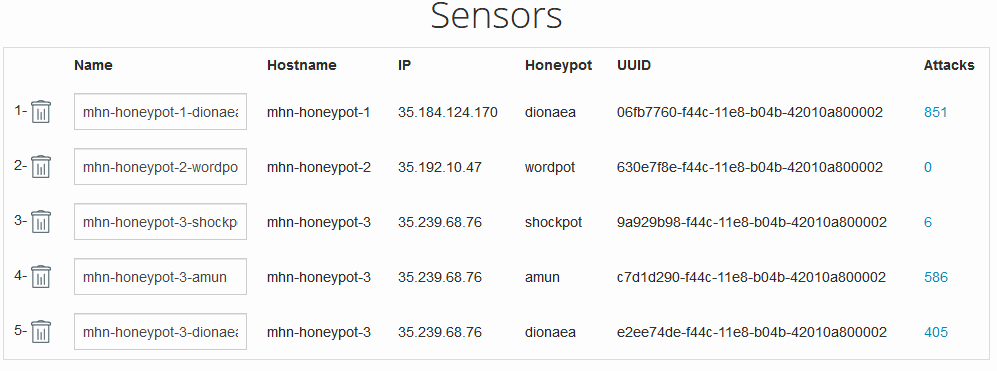 Sensors
Name Hostname IP Honeypot UUID Attacks
1- mhn-honeypot-1-dionaea mhn-honeypot-1 35.184.124.170 dionaea 06fb7760-f44c-11e8-b04b-42010a800002 851
2- mhn-honeypot-2-wordpo mhn-honeypot-2 35.192.10.47 wordpot 630e7f8e-f44c-11e8-b04b-42010a800002 0
3- mhn-honeypot-3-shockp mhn-honeypot-3 35.239.68.76 shockpot 9a929b98-f44c-11e8-b04b-42010a800002 6
4- mhn-honeypot-3-amun mhn-honeypot-3 35.239.68.76 amun c7d1d290-f44c-11e8-b04b-42010a800002 586
5- mhn-honeypot-3-dionaea mhn-honeypot-3 35.239.68.76 dionaea e2ee74de-f44c-11e8-b04b-42010a800002 405